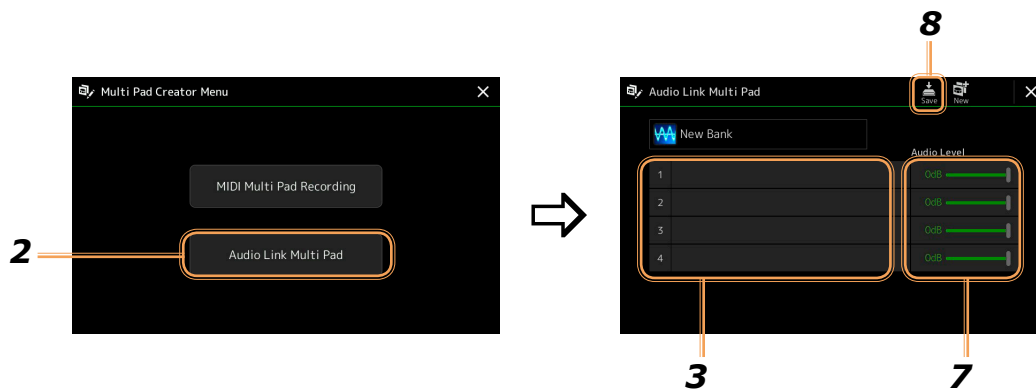 8
Multi Pad Creator Menu
MIDI Multi Pad Recording
2
Audio Link Multi Pad
Audio Link Multi Pad
Save
New
New Bank
Audio Level
1
0dB
2
0dB
3
0dB
4
0dB
3
7